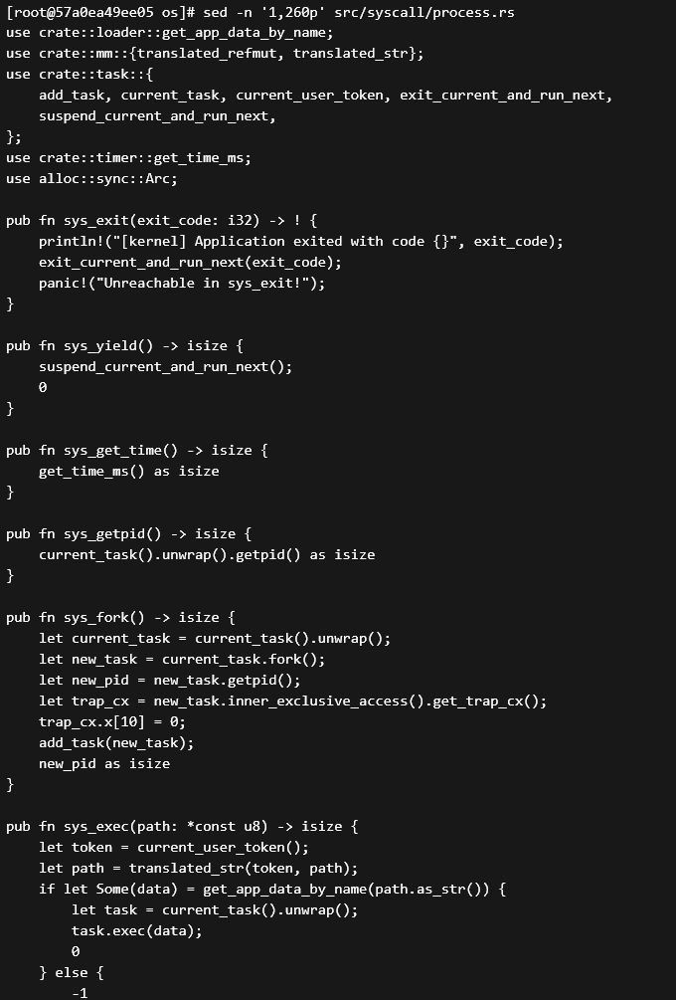 [root@57a0ea49ee05 os]# sed -n '1,260p' src/syscall/process.rs
use crate::loader::get_app_data_by_name;
use crate::mm::{translated_refmut, translated_str};
use crate::task::{
    add_task, current_task, current_user_token, exit_current_and_run_next,
    suspend_current_and_run_next,
};
use crate::timer::get_time_ms;
use alloc::sync::Arc;

pub fn sys_exit(exit_code: i32) -> ! {
    println!("[kernel] Application exited with code {}", exit_code);
    exit_current_and_run_next(exit_code);
    panic!("Unreachable in sys_exit!");
}

pub fn sys_yield() -> isize {
    suspend_current_and_run_next();
    0
}

pub fn sys_get_time() -> isize {
    get_time_ms() as isize
}

pub fn sys_getpid() -> isize {
    current_task().unwrap().getpid() as isize
}

pub fn sys_fork() -> isize {
    let current_task = current_task().unwrap();
    let new_task = current_task.fork();
    let new_pid = new_task.getpid();
    let trap_cx = new_task.inner_exclusive_access().get_trap_cx();
    trap_cx.x[10] = 0;
    add_task(new_task);
    new_pid as isize
}

pub fn sys_exec(path: *const u8) -> isize {
    let token = current_user_token();
    let path = translated_str(token, path);
    if let Some(data) = get_app_data_by_name(path.as_str()) {
        let task = current_task().unwrap();
        task.exec(data);
        0
    } else {
        -1